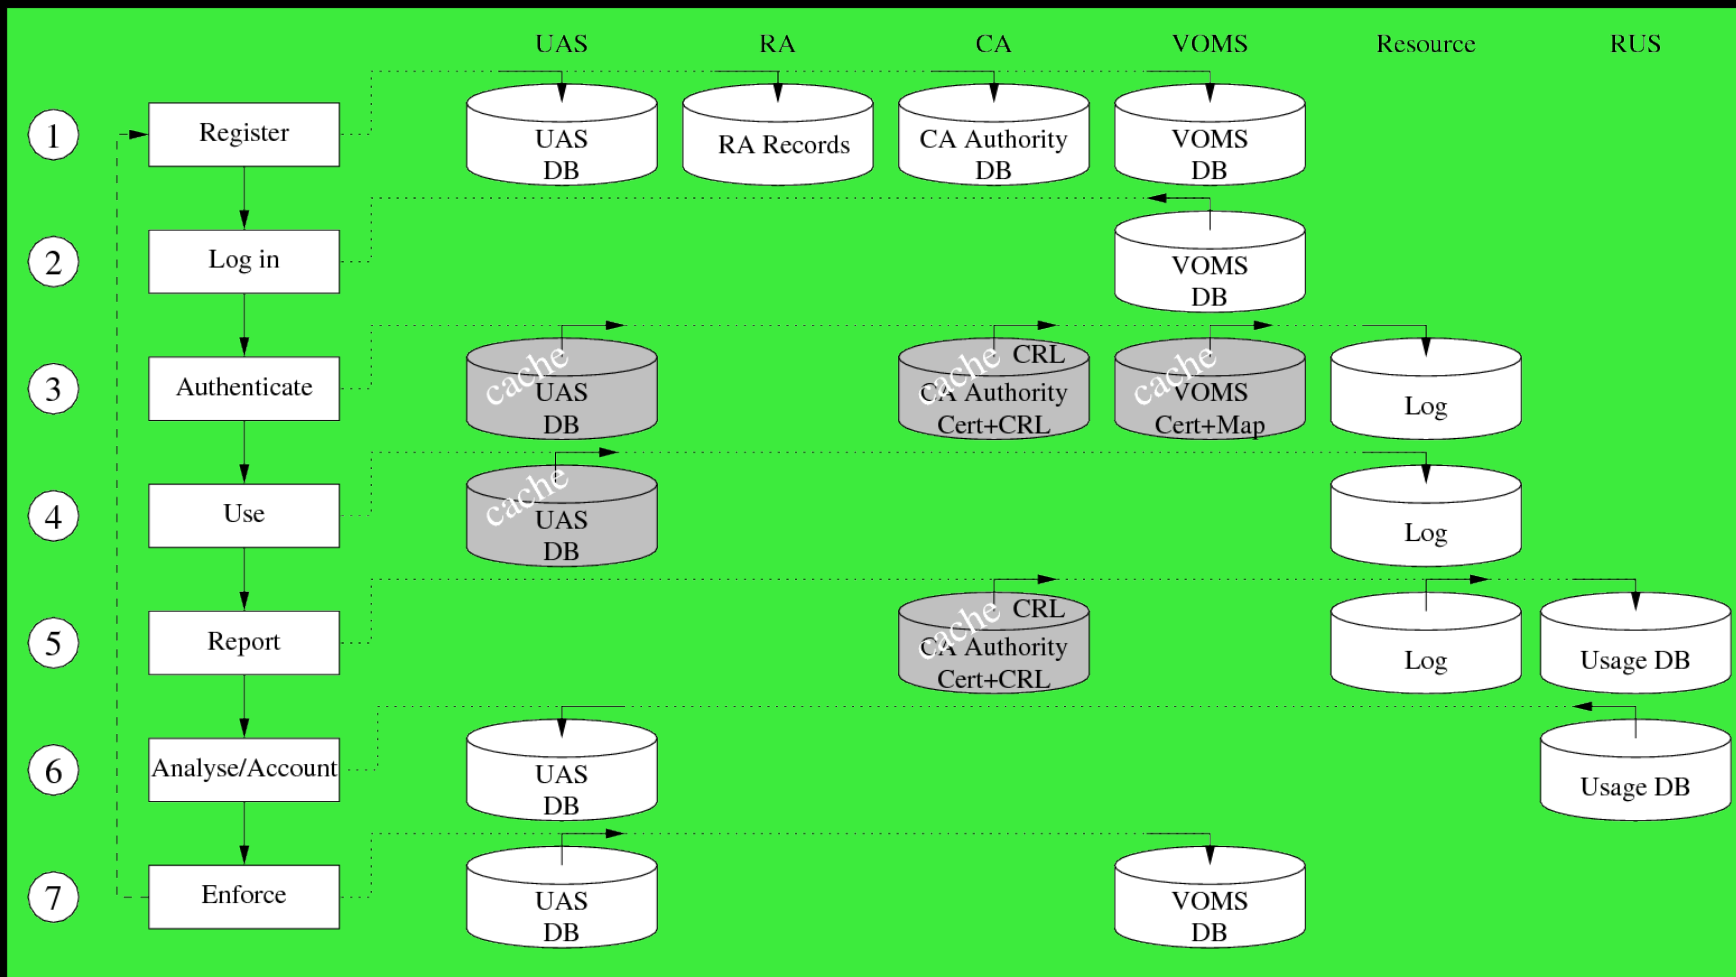 UAS RA CA VOMS Resource RUS
1 Register UAS DB RA Records CA Authority DB VOMS DB
2 Log in VOMS DB
3 Authenticate cache UAS DB cache CRL CA Authority Cert+CRL cache VOMS Cert+Map Log
4 Use cache UAS DB Log
5 Report cache CRL CA Authority Cert+CRL Log Usage DB
6 Analyse/Account UAS DB Usage DB
7 Enforce UAS DB VOMS DB